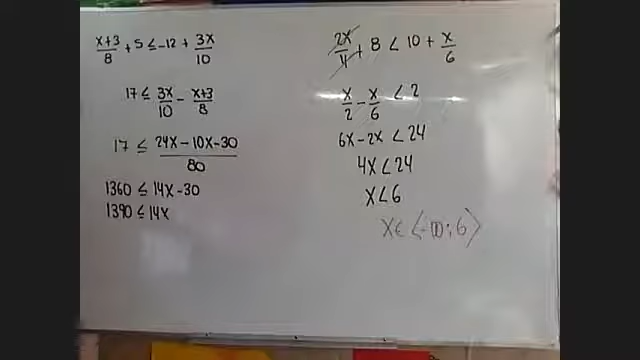 x+3/8 + 5 ≤ -12 + 3x/10
17 ≤ 3x/10 - x+3/8
17 ≤ 24x - 10x - 30/80
1360 ≤ 14x - 30
1390 ≤ 14x
2x/4 + 8 < 10 + x/6
x/2 - x/6 < 2
6x - 2x < 24
4x < 24
x < 6
x ∈ <-∞; 6>